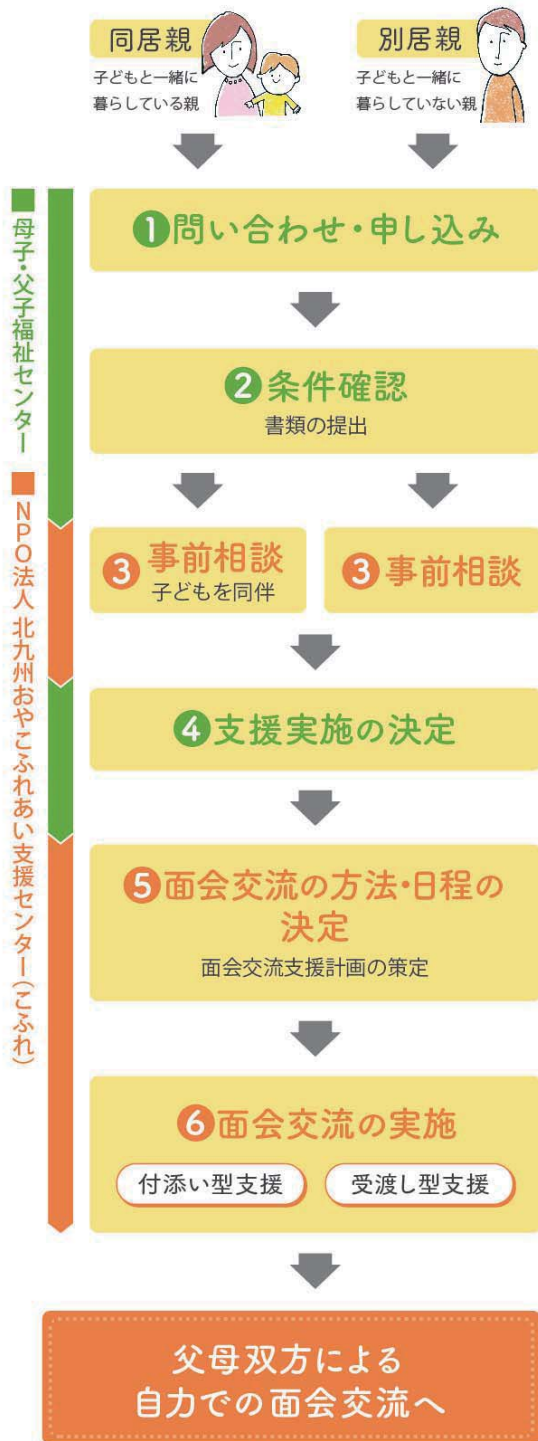 同居親
子どもと一緒に
暮らしている親
別居親
子どもと一緒に
暮らしていない親
■母子・父子福祉センター
■NPO法人 北九州おやこふれあい支援センター(こふれ)
❶問い合わせ・申し込み
❷条件確認
書類の提出
❸事前相談
子どもを同伴
❸事前相談
❹支援実施の決定
❺面会交流の方法・日程の
決定
面会交流支援計画の策定
❻面会交流の実施
付添い型支援
受渡し型支援
父母双方による
自力での面会交流へ